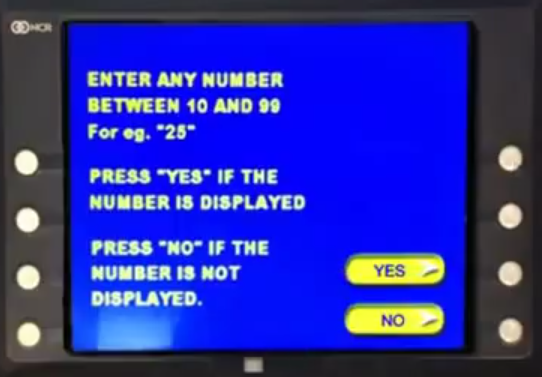 NCR
ENTER ANY NUMBER
BETWEEN 10 AND 99
For eg. "25"
PRESS "YES" IF THE
NUMBER IS DISPLAYED
PRESS "NO" IF THE
NUMBER IS NOT
DISPLAYED.
YES
NO